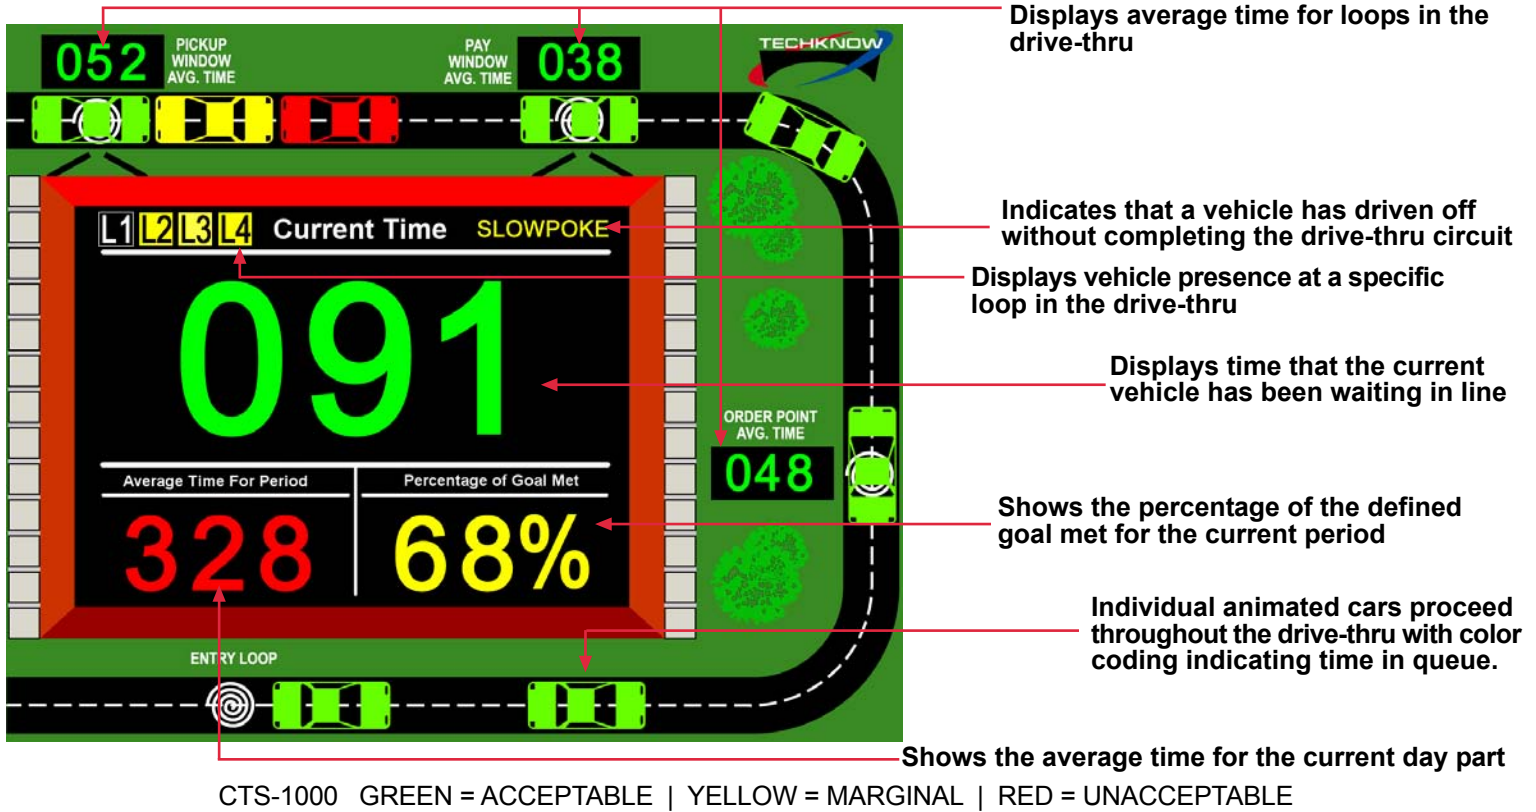 Displays average time for loops in the
drive-thru
052
PICKUP
WINDOW
AVG. TIME
PAY
WINDOW
AVG. TIME
038
TECHKNOW
L1 L2 L3 L4 Current Time SLOWPOKE
Indicates that a vehicle has driven off
without completing the drive-thru circuit
Displays vehicle presence at a specific
loop in the drive-thru
091
Displays time that the current
vehicle has been waiting in line
ORDER POINT
AVG. TIME
048
Average Time For Period
Percentage of Goal Met
328
68%
Shows the percentage of the defined
goal met for the current period
Individual animated cars proceed
throughout the drive-thru with color
coding indicating time in queue.
ENTRY LOOP
Shows the average time for the current day part
CTS-1000 GREEN = ACCEPTABLE | YELLOW = MARGINAL | RED = UNACCEPTABLE